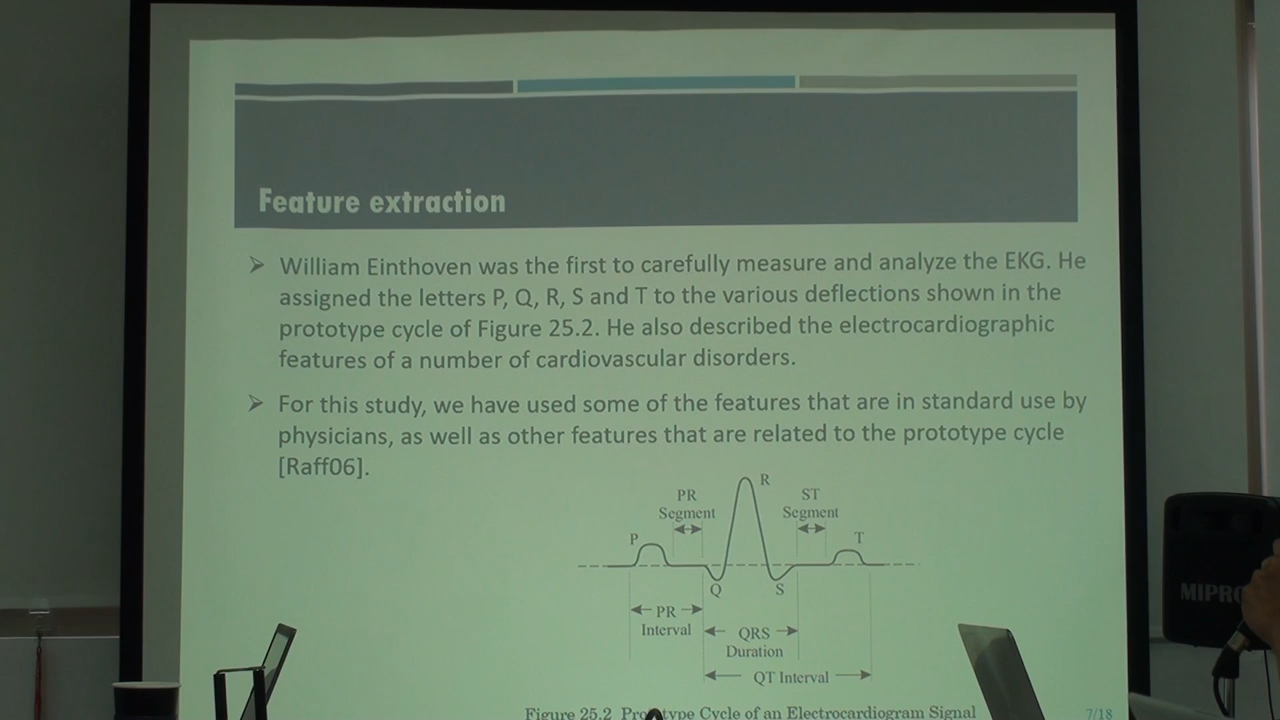 Feature extraction
William Einthoven was the first to carefully measure and analyze the EKG. He
assigned the letters P, Q, R, S and T to the various deflections shown in the
prototype cycle of Figure 25.2. He also described the electrocardiographic
features of a number of cardiovascular disorders.
For this study, we have used some of the features that are in standard use by
physicians, as well as other features that are related to the prototype cycle
[Raff06].
R
PR
Segment
ST
Segment
P
T
Q
S
PR
Interval
QRS
Duration
QT Interval
Figure 25.2 Cycle of an Electrocardiogram Signal
7/18